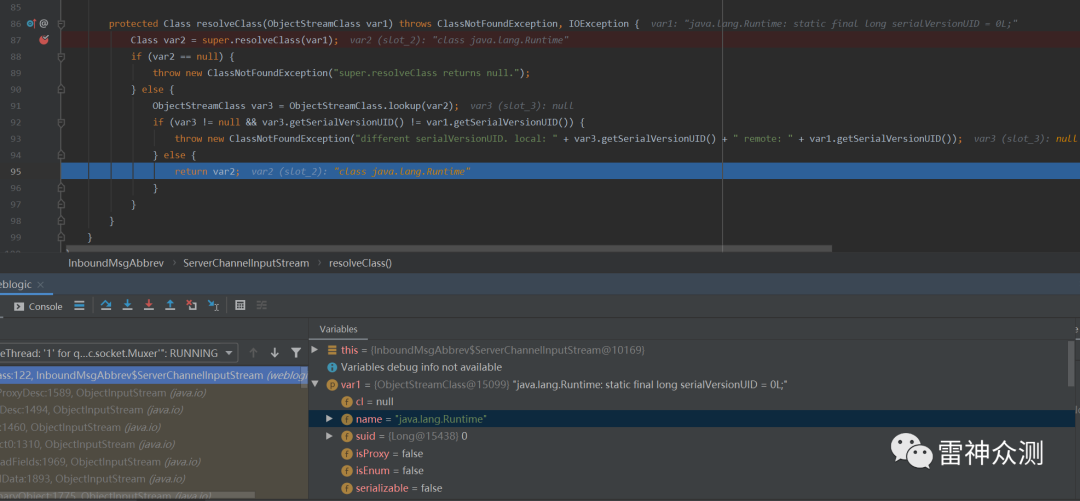 85
86 protected Class resolveClass(ObjectStreamClass var1) throws ClassNotFoundException, IOException { var1: "java.lang.Runtime: static final long serialVersionUID = 0L;"
87 Class var2 = super.resolveClass(var1); var2 (slot_2): "class java.lang.Runtime"
88 if (var2 == null) {
89 throw new ClassNotFoundException("super.resolveClass returns null.");
90 } else {
91 ObjectStreamClass var3 = ObjectStreamClass.lookup(var2); var3 (slot_3): null
92 if (var3 != null && var3.getSerialVersionUID() != var1.getSerialVersionUID()) {
93 throw new ClassNotFoundException("different serialVersionUID. local: " + var3.getSerialVersionUID() + " remote: " + var1.getSerialVersionUID()); var3 (slot_3): null
94 } else {
95 return var2; var2 (slot_2): "class java.lang.Runtime"
96 }
97 }
98 }
99 }
InboundMsgAbbrev › ServerChannelInputStream › resolveClass()
eblogic ×
Console
Variables
eThread: '1' for q...c.socket.Muxer'": RUNNING
this = {InboundMsgAbbrev$ServerChannelInputStream@10169}
Variables debug info not available
ass:122, InboundMsgAbbrev$ServerChannelInputStream (weblogi
var1 = {ObjectStreamClass@15099} "java.lang.Runtime: static final long serialVersionUID = 0L;"
ProxyDesc:1589, ObjectInputStream (java.io)
cl = null
Desc:1494, ObjectInputStream (java.io)
name = "java.lang.Runtime"
:1460, ObjectInputStream (java.io)
suid = {Long@15438} 0
ct0:1310, ObjectInputStream (java.io)
isProxy = false
adFields:1969, ObjectInputStream (java.io)
isEnum = false
lData:1893, ObjectInputStream (java.io)
serializable = false
naryObject:1775, ObjectInputStream (java.io)
雷神众测